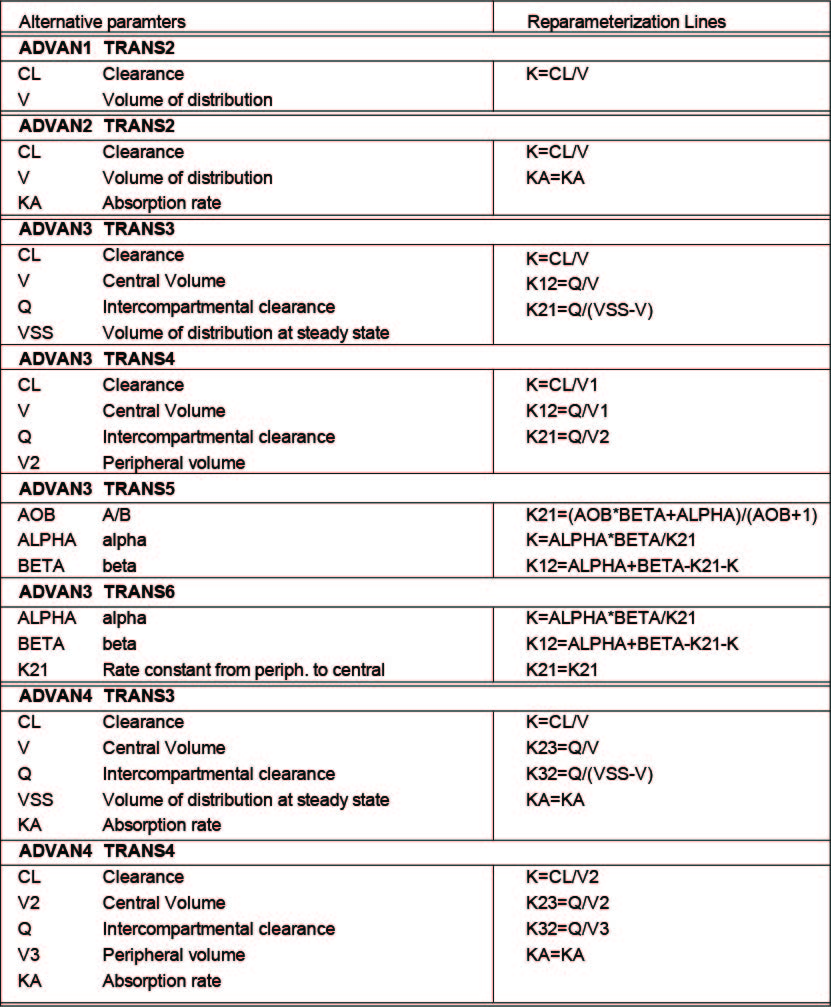 Alternative paramters Reparameterization Lines
ADVAN1 TRANS2
CL Clearance K=CL/V
V Volume of distribution
ADVAN2 TRANS2
CL Clearance K=CL/V
V Volume of distribution KA=KA
KA Absorption rate
ADVAN3 TRANS3
CL Clearance K=CL/V
V Central Volume K12=Q/V
Q Intercompartmental clearance K21=Q/(VSS-V)
VSS Volume of distribution at steady state
ADVAN3 TRANS4
CL Clearance K=CL/V1
V Central Volume K12=Q/V1
Q Intercompartmental clearance K21=Q/V2
V2 Peripheral volume
ADVAN3 TRANS5
AOB A/B K21=(AOB*BETA+ALPHA)/(AOB+1)
ALPHA alpha K=ALPHA*BETA/K21
BETA beta K12=ALPHA+BETA-K21-K
ADVAN3 TRANS6
ALPHA alpha K=ALPHA*BETA/K21
BETA beta K12=ALPHA+BETA-K21-K
K21 Rate constant from periph. to central K21=K21
ADVAN4 TRANS3
CL Clearance K=CL/V
V Central Volume K23=Q/V
Q Intercompartmental clearance K32=Q/(VSS-V)
VSS Volume of distribution at steady state KA=KA
KA Absorption rate
ADVAN4 TRANS4
CL Clearance K=CL/V2
V2 Central Volume K23=Q/V2
Q Intercompartmental clearance K32=Q/V3
V3 Peripheral volume KA=KA
KA Absorption rate